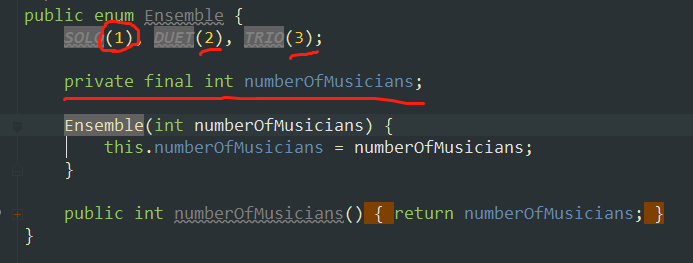 public enum Ensemble {
SOLO(1), DUET(2), TRIO(3);
private final int numberOfMusicians;
Ensemble(int numberOfMusicians) {
this.numberOfMusicians = numberOfMusicians;
}
public int numberOfMusicians() { return numberOfMusicians; }
}